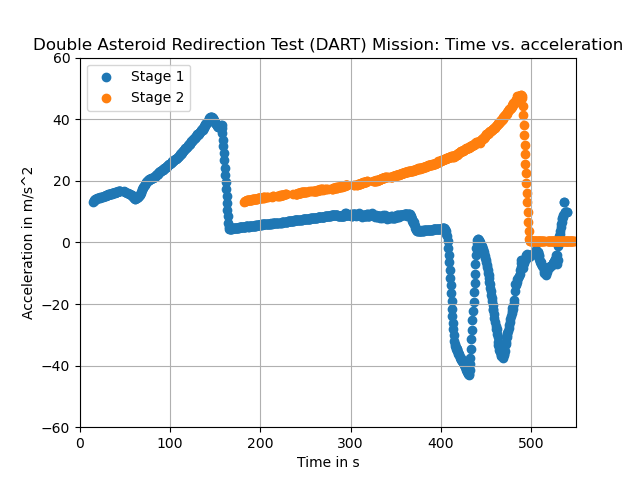 Double Asteroid Redirection Test (DART) Mission: Time vs. acceleration
60
40
20
0
−20
−40
−60
Acceleration in m/s^2
Stage 1
Stage 2
0 100 200 300 400 500
Time in s